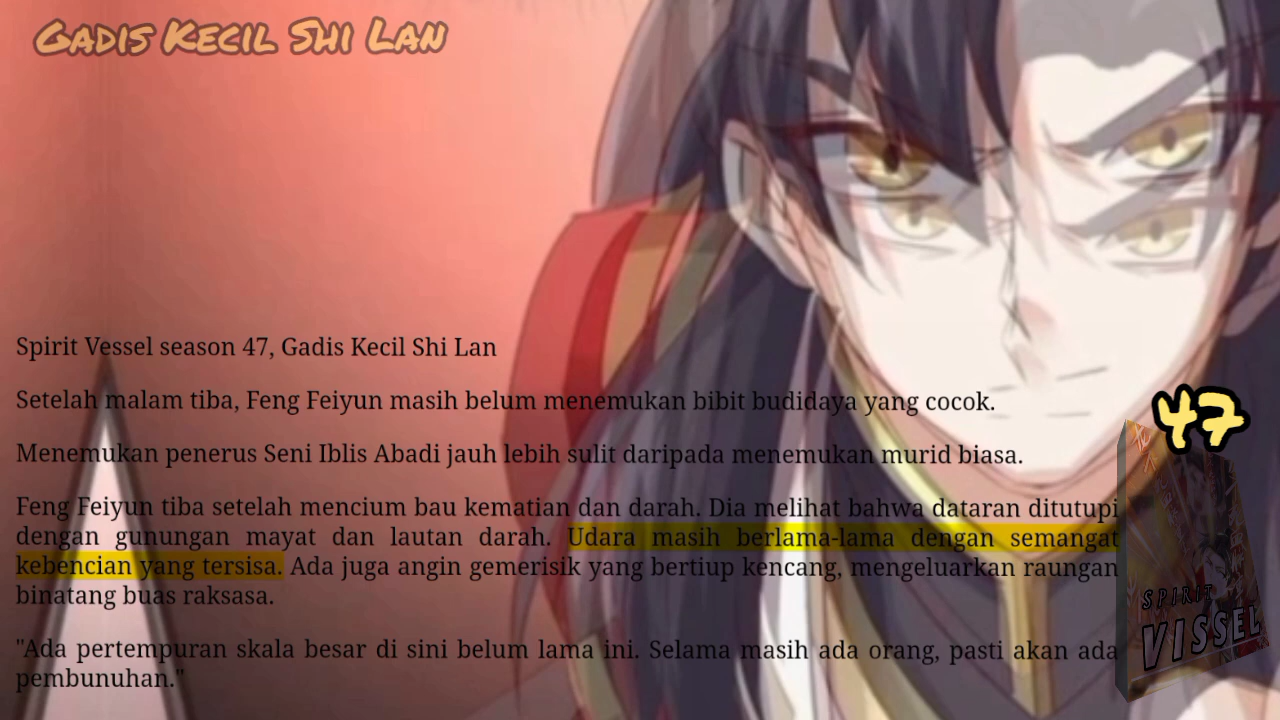 Gadis Kecil Shi Lan
Spirit Vessel season 47, Gadis Kecil Shi Lan
Setelah malam tiba, Feng Feiyun masih belum menemukan bibit budidaya yang cocok.
Menemukan penerus Seni Iblis Abadi jauh lebih sulit daripada menemukan murid biasa.
Feng Feiyun tiba setelah mencium bau kematian dan darah. Dia melihat bahwa dataran ditutupi
dengan gunungan mayat dan lautan darah. Udara masih berlama-lama dengan semangat
kebencian yang tersisa. Ada juga angin gemerisik yang bertiup kencang, mengeluarkan raungan
binatang buas raksasa.
"Ada pertempuran skala besar di sini belum lama ini. Selama masih ada orang, pasti akan ada
pembunuhan."
47
SPIRIT
VISSEL